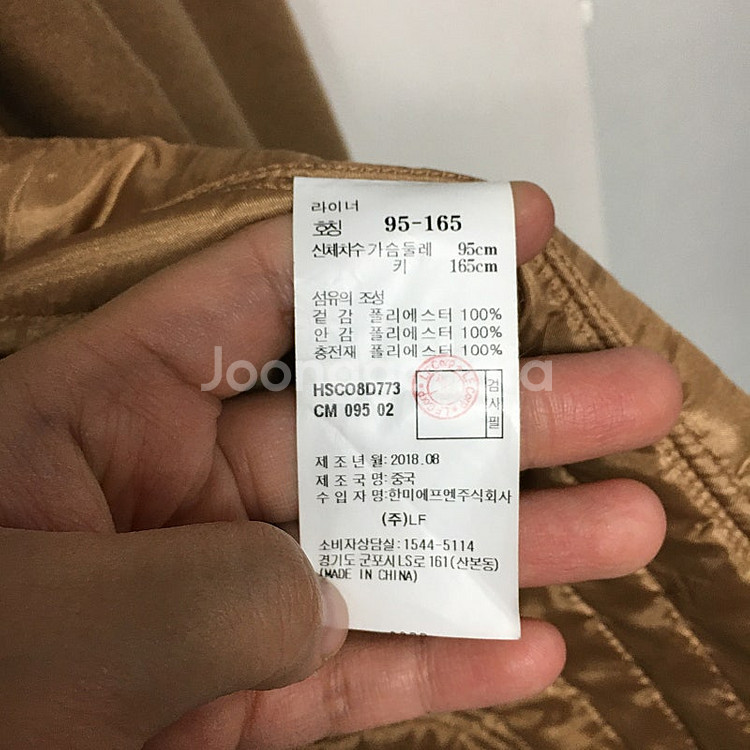 라이너
호칭 95-165
신체치수 가슴둘레 95cm
키 165cm
섬유의 조성
겉 감 폴리에스터 100%
안 감 폴리에스터 100%
충전재 폴리에스터 100%
Joongna
HSCO8D773
CM 095 02
검사필
제 조 년 월: 2018.08
제 조 국 명: 중국
수 입 자 명: 한미에프엔주식회사
(주)LF
소비자상담실: 1544-5114
경기도 군포시 LS로 161(산본동)
(MADE IN CHINA)